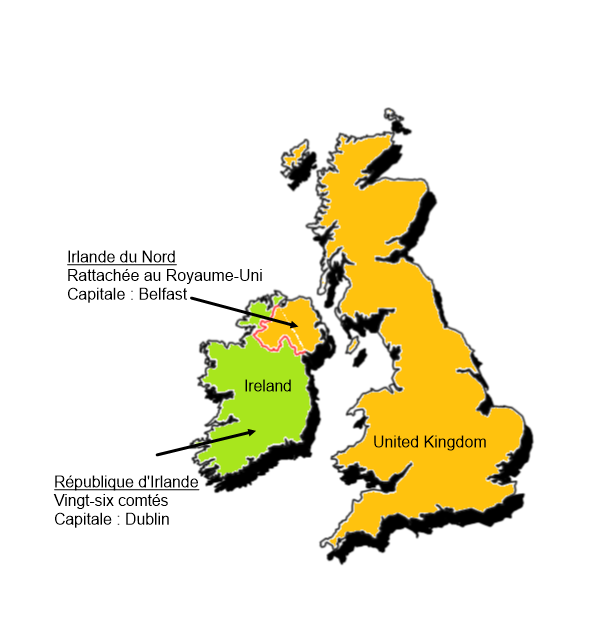 Irlande du Nord
Rattachée au Royaume-Uni
Capitale : Belfast
Ireland
United Kingdom
République d'Irlande
Vingt-six comtés
Capitale : Dublin